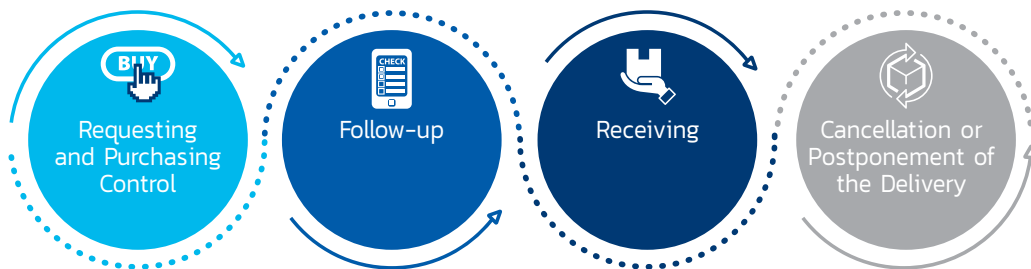 BUY
Requesting
and Purchasing
Control
CHECK
Follow-up
Receiving
Cancellation or
Postponement of
the Delivery